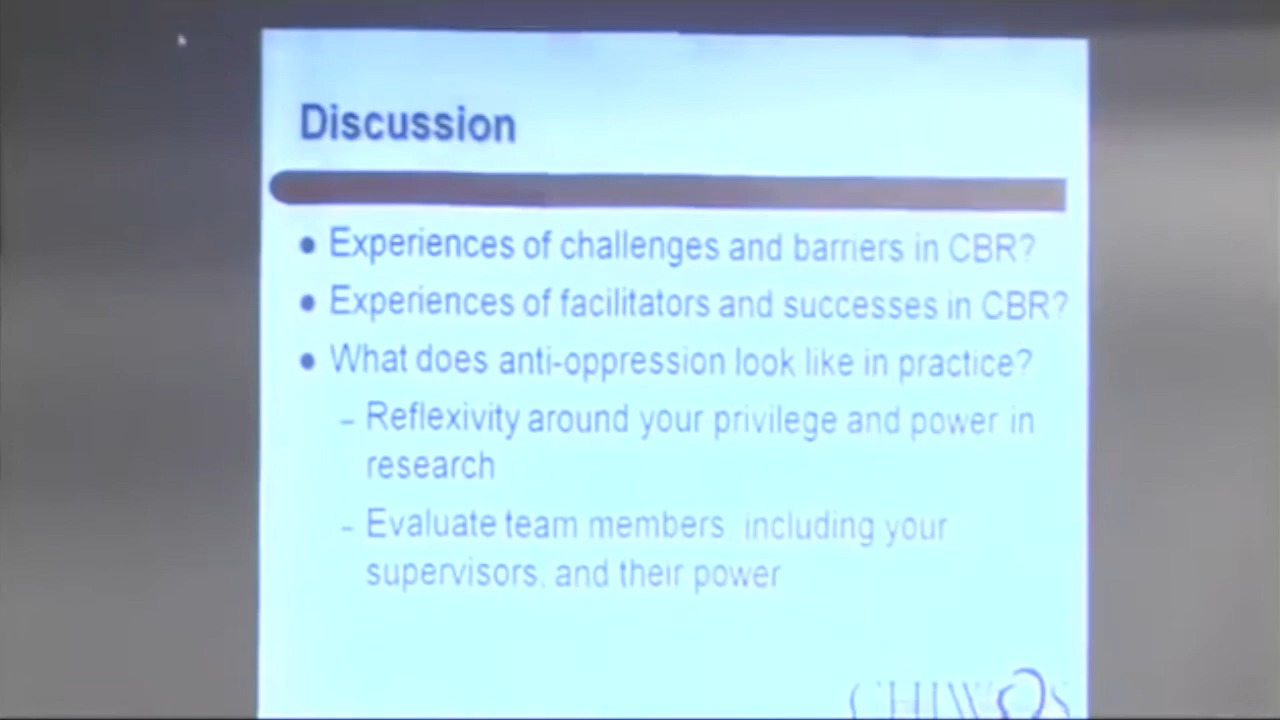 Discussion
• Experiences of challenges and barriers in CBR?
• Experiences of facilitators and successes in CBR?
• What does anti-oppression look like in practice?
– Reflexivity around your privilege and power in
research
– Evaluate team members, including your
supervisors, and their power
CHIWOS